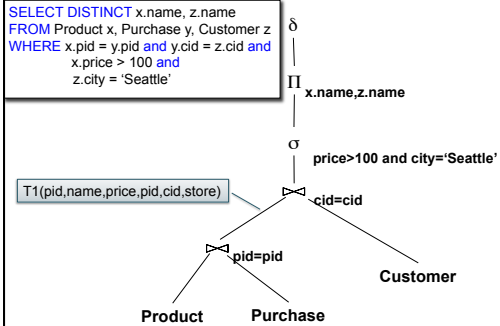 SELECT DISTINCT x.name, z.name
FROM Product x, Purchase y, Customer z
WHERE x.pid = y.pid and y.cid = z.cid and
x.price > 100 and
z.city = ‘Seattle’
δ
Π x.name,z.name
σ
price>100 and city=‘Seattle’
T1(pid,name,price,pid,cid,store)
cid=cid
pid=pid
Customer
Product Purchase